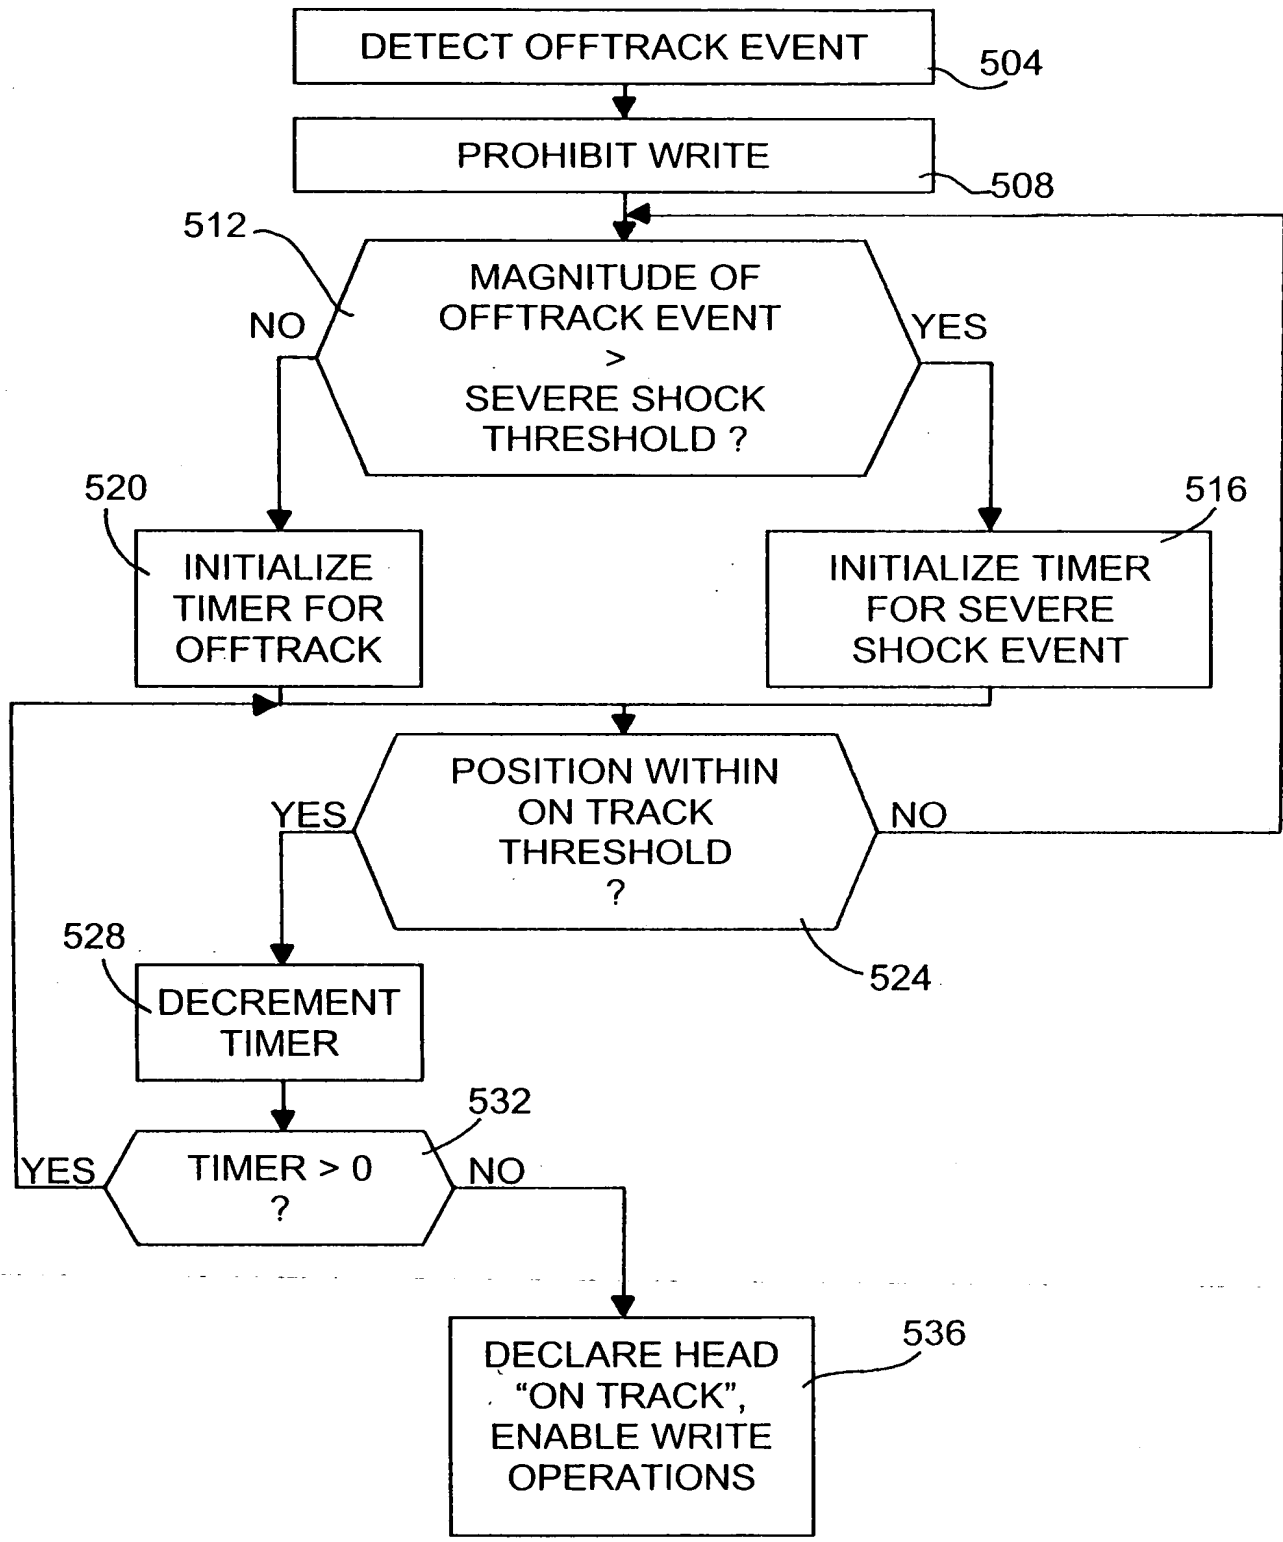 DETECT OFFTRACK EVENT
504
PROHIBIT WRITE
508
512
MAGNITUDE OF
OFFTRACK EVENT
>
SEVERE SHOCK
THRESHOLD ?
NO
YES
520
516
INITIALIZE
TIMER FOR
OFFTRACK
INITIALIZE TIMER
FOR SEVERE
SHOCK EVENT
POSITION WITHIN
ON TRACK
THRESHOLD
?
YES
NO
524
528
DECREMENT
TIMER
532
TIMER > 0
?
YES
NO
536
DECLARE HEAD
“ON TRACK”,
ENABLE WRITE
OPERATIONS